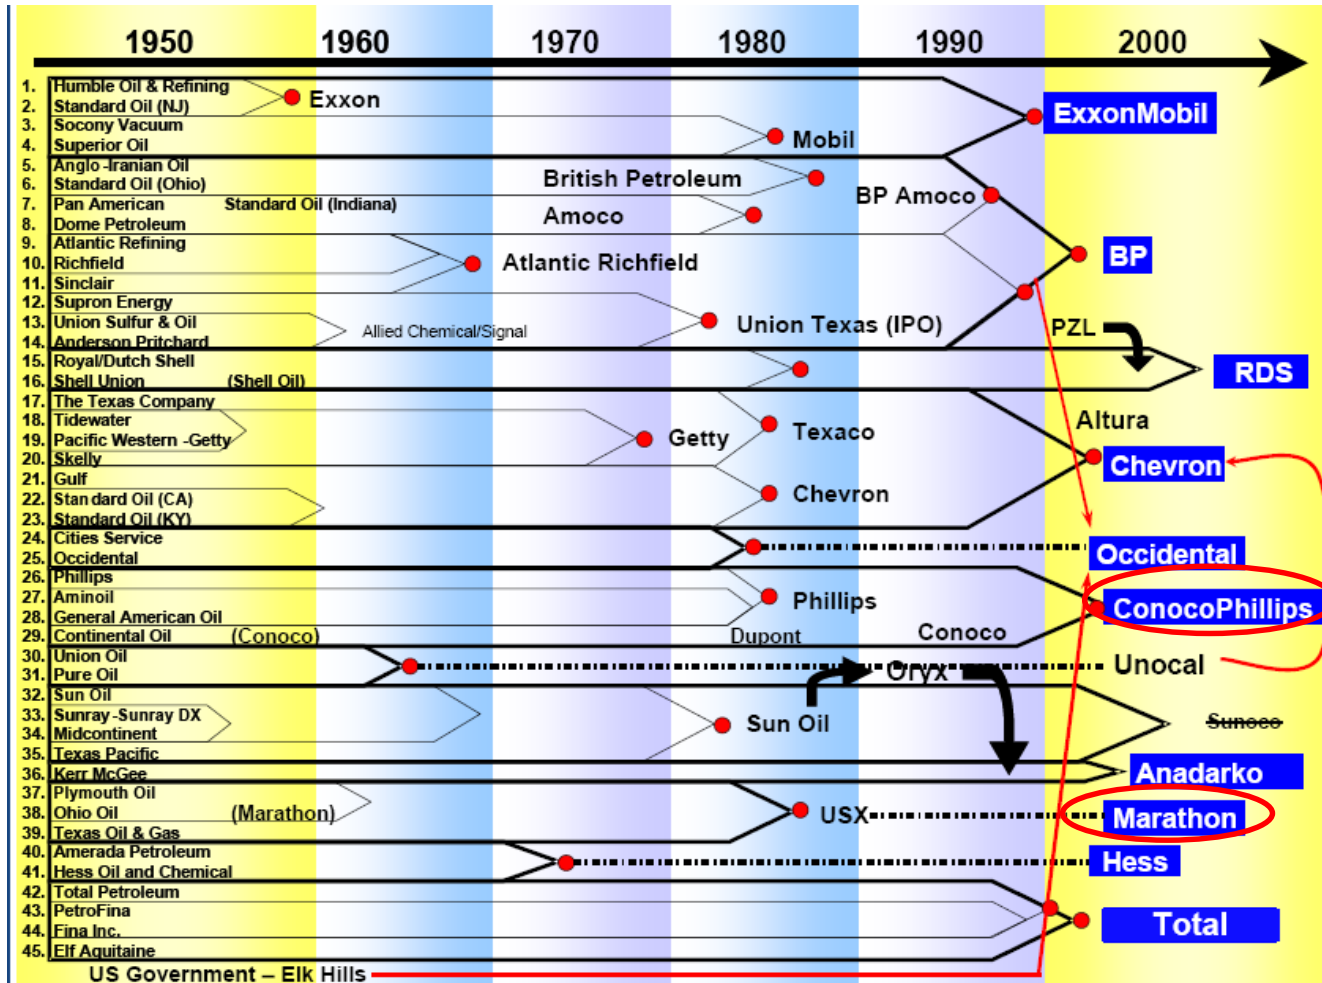 1950 1960 1970 1980 1990 2000
1. Humble Oil & Refining
2. Standard Oil (NJ)
Exxon
3. Socony Vacuum
4. Superior Oil
Mobil
ExxonMobil
5. Anglo-Iranian Oil
6. Standard Oil (Ohio)
British Petroleum
7. Pan American Standard Oil (Indiana)
8. Dome Petroleum
Amoco
BP Amoco
9. Atlantic Refining
10. Richfield
11. Sinclair
Atlantic Richfield
BP
12. Supron Energy
13. Union Sulfur & Oil
14. Anderson Pritchard
Allied Chemical/Signal
Union Texas (IPO)
PZL
15. Royal/Dutch Shell
16. Shell Union (Shell Oil)
RDS
17. The Texas Company
18. Tidewater
19. Pacific Western -Getty
20. Skelly
Getty
Texaco
Altura
Chevron
21. Gulf
22. Standard Oil (CA)
23. Standard Oil (KY)
Chevron
24. Cities Service
25. Occidental
Occidental
26. Phillips
27. Aminoil
28. General American Oil
Phillips
ConocoPhillips
29. Continental Oil (Conoco) Dupont Conoco
30. Union Oil
31. Pure Oil
Unocal
Oryx
32. Sun Oil
33. Sunray-Sunray DX
34. Midcontinent
35. Texas Pacific
Sun Oil
Sunoco
36. Kerr McGee
Anadarko
37. Plymouth Oil
38. Ohio Oil (Marathon)
39. Texas Oil & Gas
USX
Marathon
40. Amerada Petroleum
41. Hess Oil and Chemical
Hess
42. Total Petroleum
43. PetroFina
44. Fina Inc.
45. Elf Aquitaine
Total
US Government – Elk Hills